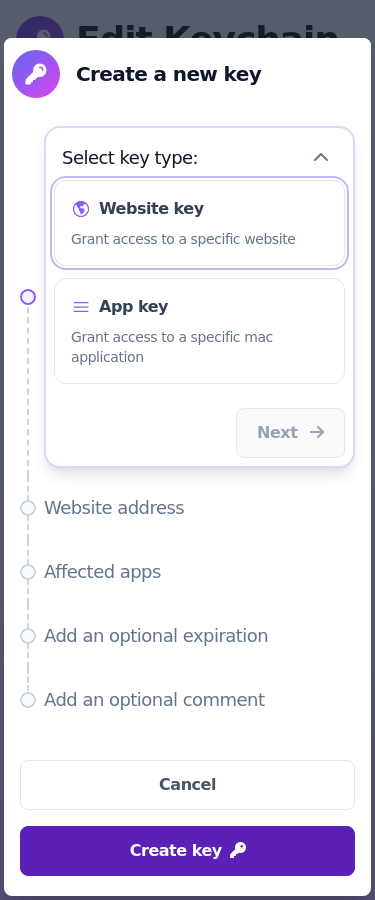 Edit Keychain
Create a new key
Select key type:
Website key
Grant access to a specific website
App key
Grant access to a specific mac
application
Next
Website address
Affected apps
Add an optional expiration
Add an optional comment
Cancel
Create key